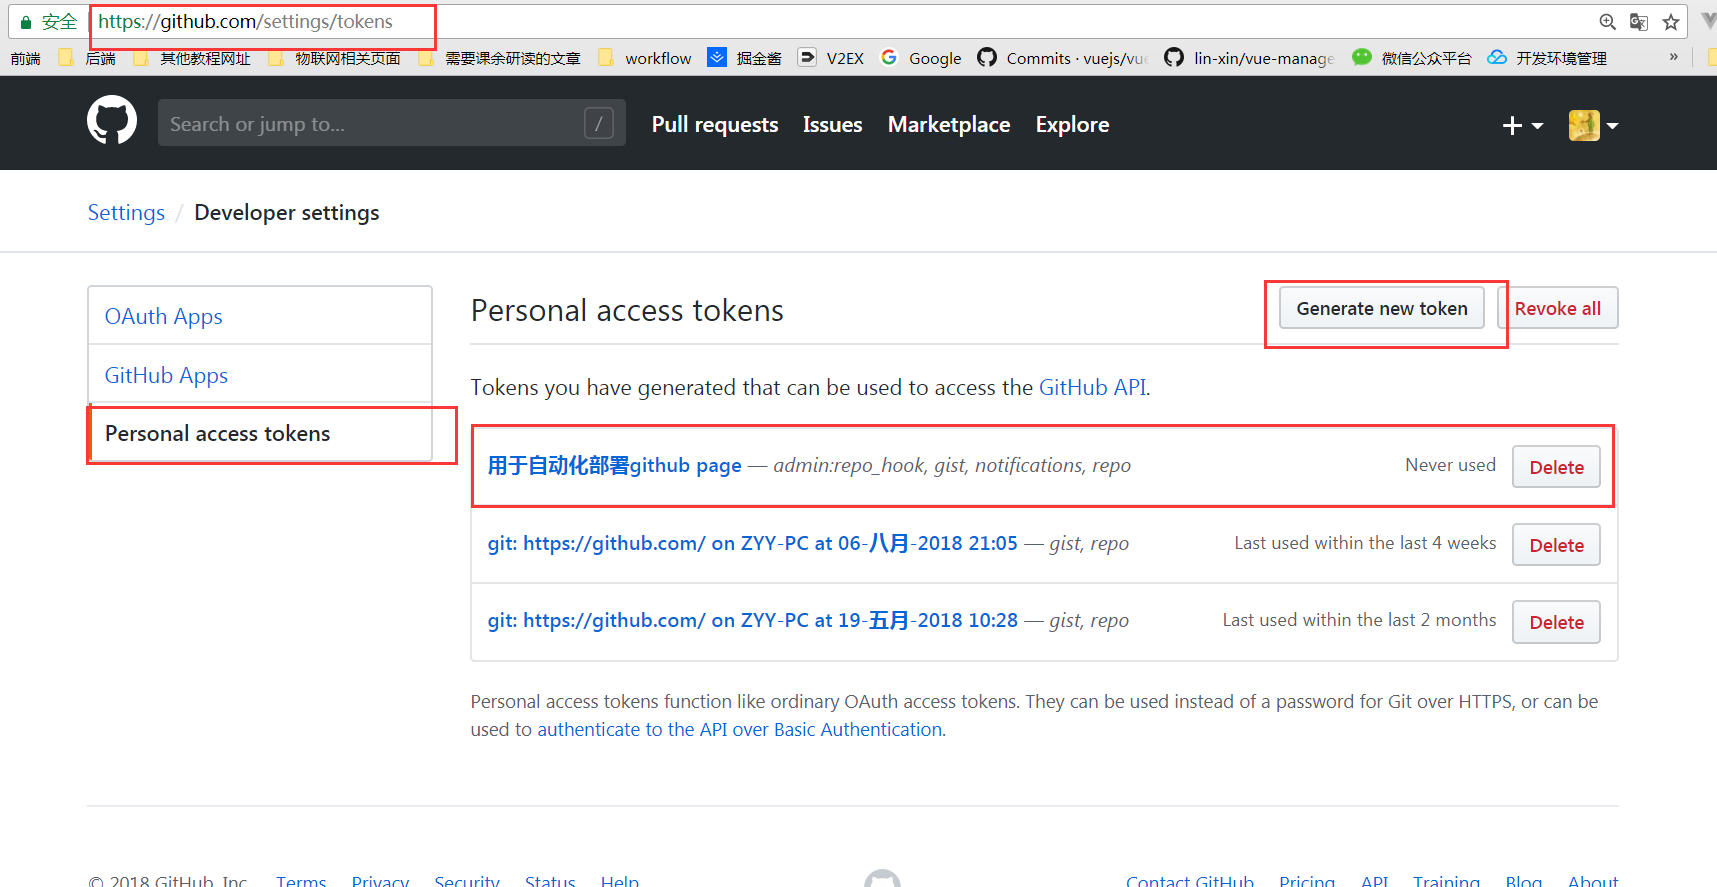 安全 https://github.com/settings/tokens
前端 后端 其他教程网址 物联网相关页面 需要课余研读的文章 workflow 掘金酱 V2EX Google Commits · vuejs/vu lin-xin/vue-manage 微信公众平台 开发环境管理 »
Search or jump to... / Pull requests Issues Marketplace Explore
Settings / Developer settings
OAuth Apps
GitHub Apps
Personal access tokens
Personal access tokens Generate new token Revoke all
Tokens you have generated that can be used to access the GitHub API.
用于自动化部署github page — admin:repo_hook, gist, notifications, repo Never used Delete
git: https://github.com/ on ZYY-PC at 06-八月-2018 21:05 — gist, repo Last used within the last 4 weeks Delete
git: https://github.com/ on ZYY-PC at 19-五月-2018 10:28 — gist, repo Last used within the last 2 months Delete
Personal access tokens function like ordinary OAuth access tokens. They can be used instead of a password for Git over HTTPS, or can be
used to authenticate to the API over Basic Authentication.
© 2018 GitHub, Inc. Terms Privacy Security Status Help Contact GitHub Pricing API Training Blog About